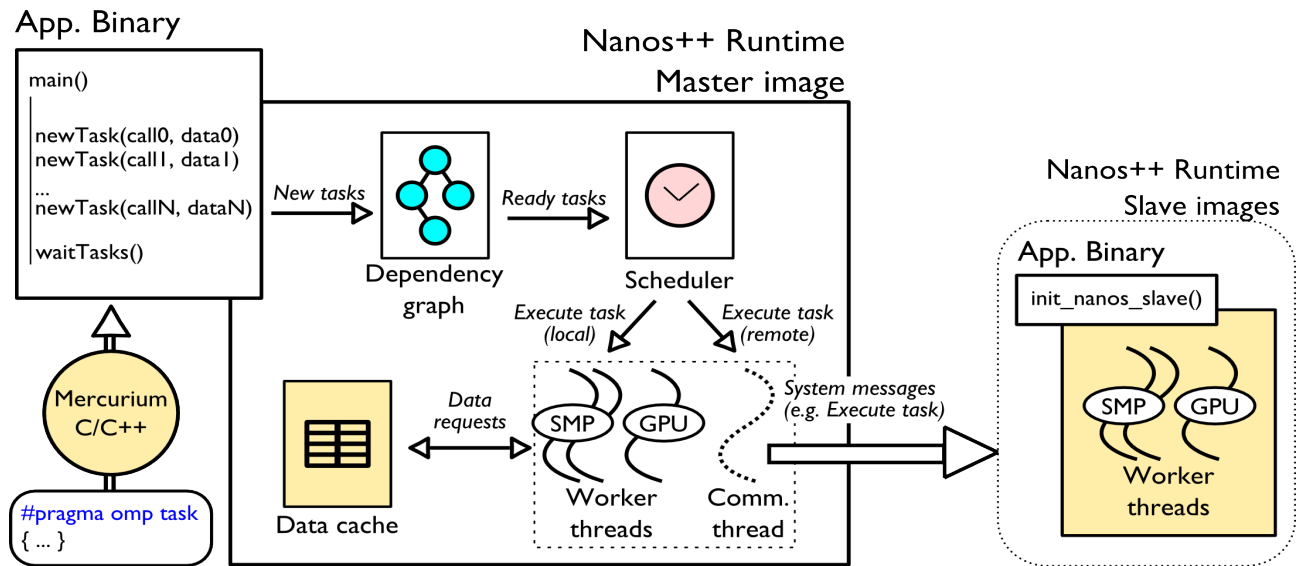 App. Binary
main()
newTask(call0, data0)
newTask(call1, data1)
...
newTask(callN, dataN)
waitTasks()
Mercurium
C/C++
#pragma omp task
{ ... }
Nanos++ Runtime
Master image
New tasks
Dependency
graph
Ready tasks
Scheduler
Execute task
(local)
Execute task
(remote)
Data cache
Data
requests
SMP
GPU
Worker
threads
Comm.
thread
System messages
(e.g. Execute task)
Nanos++ Runtime
Slave images
App. Binary
init_nanos_slave()
SMP
GPU
Worker
threads